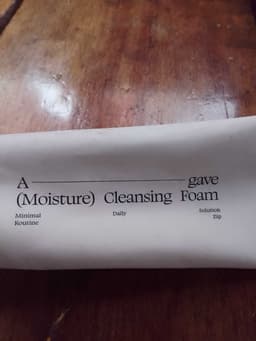 A gave
(Moisture) Cleansing Foam
Minimal Daily Solution
Routine Zip